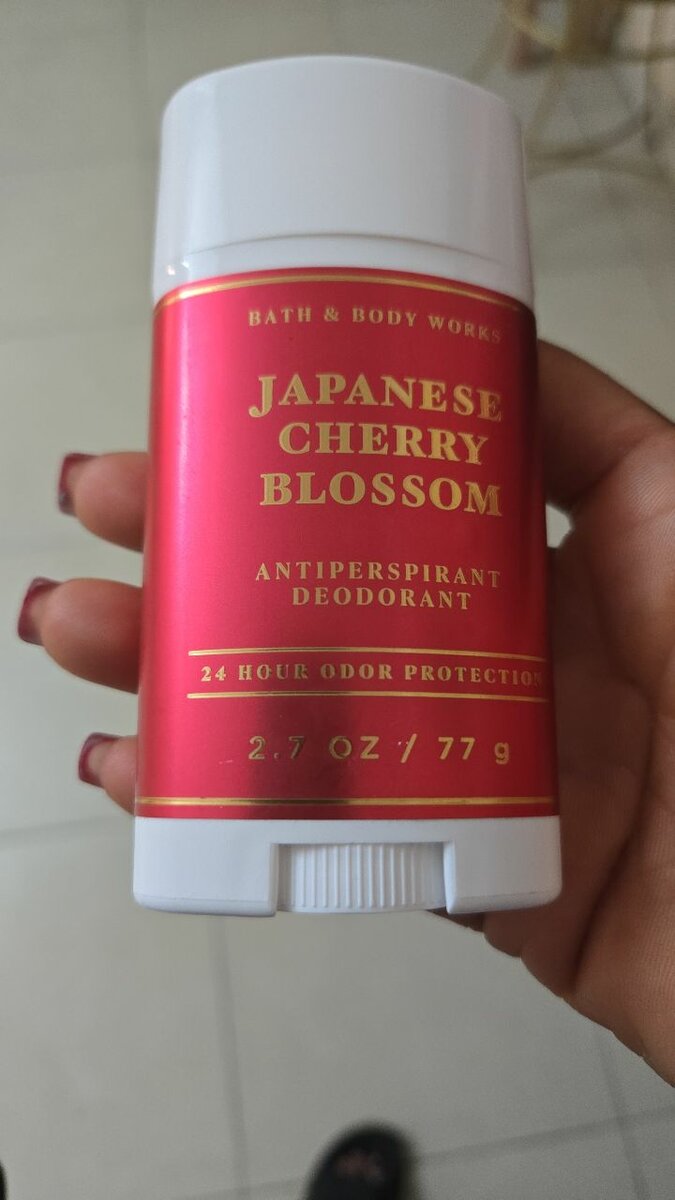 BATH & BODY WORKS
JAPANESE
CHERRY
BLOSSOM
ANTIPERSPIRANT
DEODORANT
24 HOUR ODOR PROTECTION
2.7 OZ / 77 g